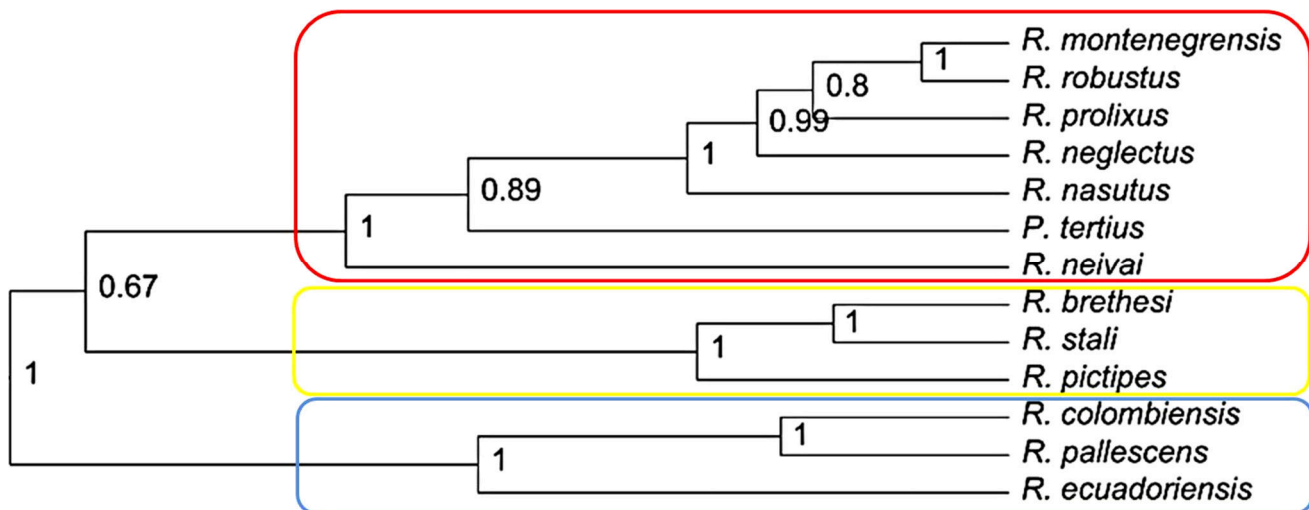 R. montenegrensis
1
R. robustus
0.8
R. prolixus
0.99
R. neglectus
1
R. nasutus
0.89
P. tertius
1
R. neivai
0.67
R. brethesi
1
R. stali
1
R. pictipes
1
R. colombiensis
1
R. pallescens
1
R. ecuadoriensis